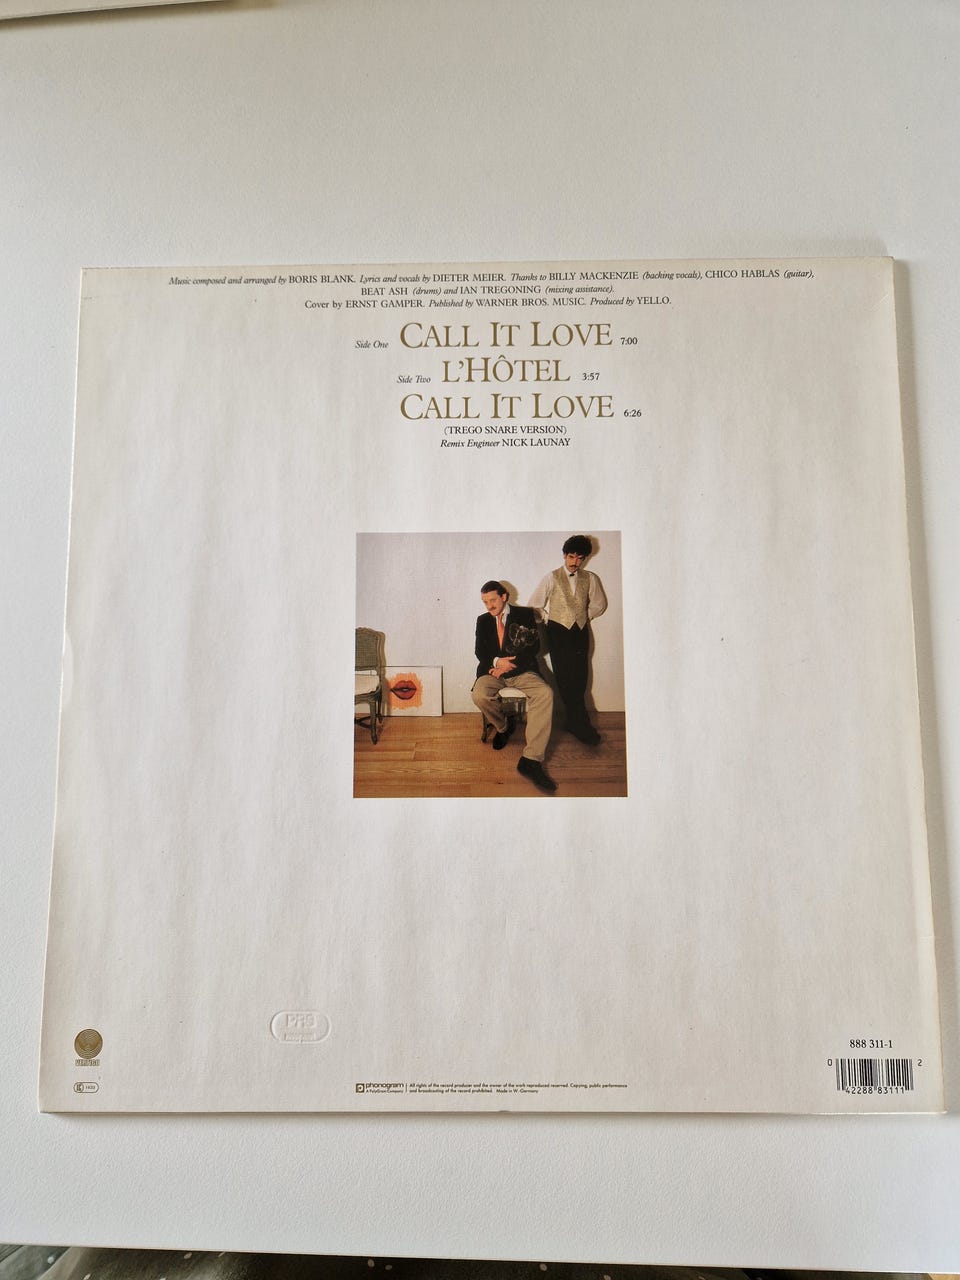 Music composed and arranged by BORIS BLANK. Lyrics and vocals by DIETER MEIER. Thanks to BILLY MACKENZIE (backing vocals), CHICO HABLAS (guitar),
BEAT ASH (drums) and IAN TREGONING (mixing assistance).
Cover by ERNST GAMPER. Published by WARNER BROS. MUSIC. Produced by YELLO.
Side One CALL IT LOVE 7:00
Side Two L'HÔTEL 3:57
CALL IT LOVE 6:26
(TREGO SNARE VERSION)
Remix Engineer NICK LAUNAY
PRS
VERTIGO
888 311-1
0 42288 83111 2
phonogram
A PolyGram Company
All rights of the record producer and the owner of the work reproduced reserved. Copying, public performance
and broadcasting of the record prohibited. Made in W.-Germany